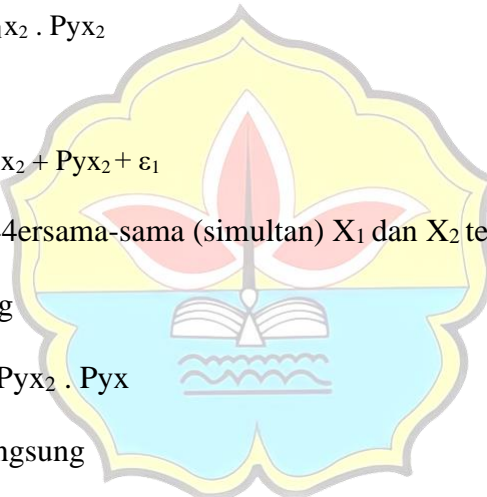 x₂ . Pyx₂
x₂ + Pyx₂ + ε₁
4ersama-sama (simultan) X₁ dan X₂ te
g
Pyx₂ . Pyx
ngsung